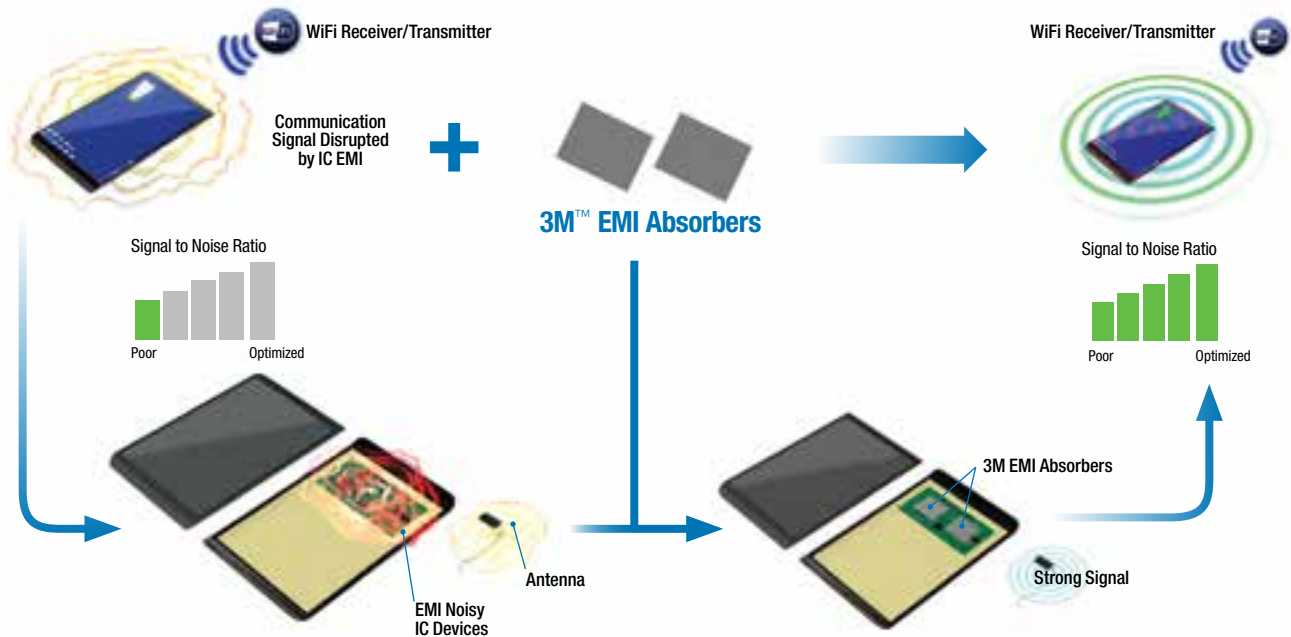 WiFi Receiver/Transmitter
Communication
Signal Disrupted
by IC EMI
3M™ EMI Absorbers
WiFi Receiver/Transmitter
Signal to Noise Ratio
Poor
Optimized
Signal to Noise Ratio
Poor
Optimized
Antenna
EMI Noisy
IC Devices
3M EMI Absorbers
Strong Signal